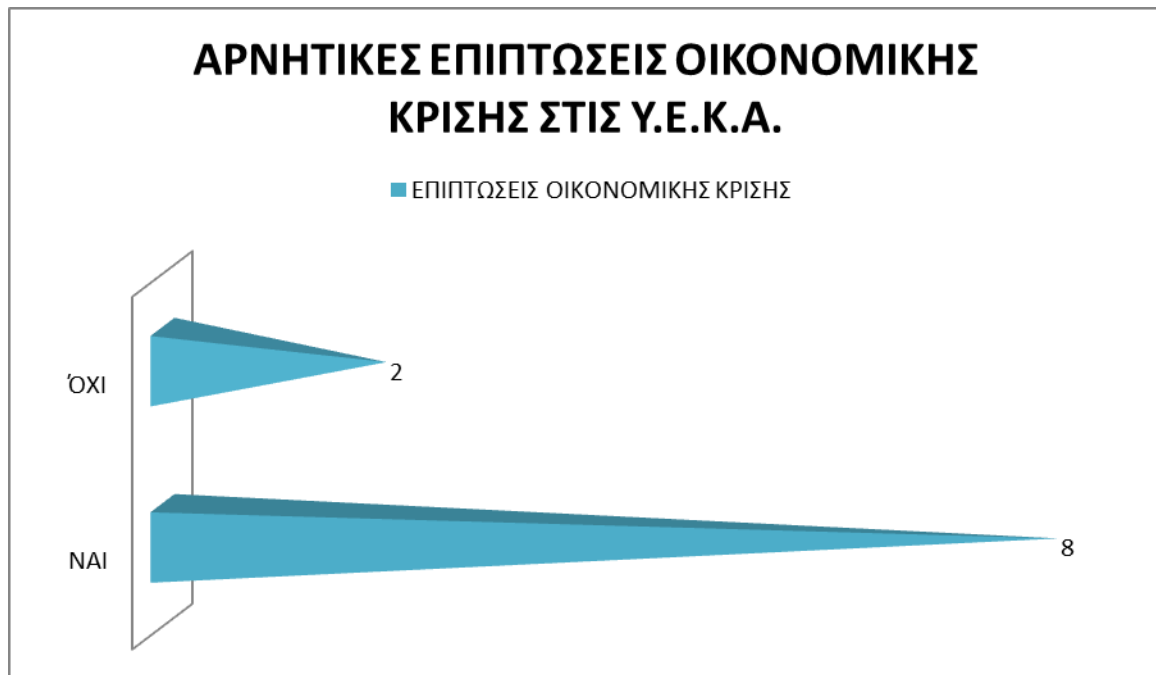 ΑΡΝΗΤΙΚΕΣ ΕΠΙΠΤΩΣΕΙΣ ΟΙΚΟΝΟΜΙΚΗΣ
ΚΡΙΣΗΣ ΣΤΙΣ Υ.Ε.Κ.Α.
ΕΠΙΠΤΩΣΕΙΣ ΟΙΚΟΝΟΜΙΚΗΣ ΚΡΙΣΗΣ
ΌΧΙ
2
ΝΑΙ
8